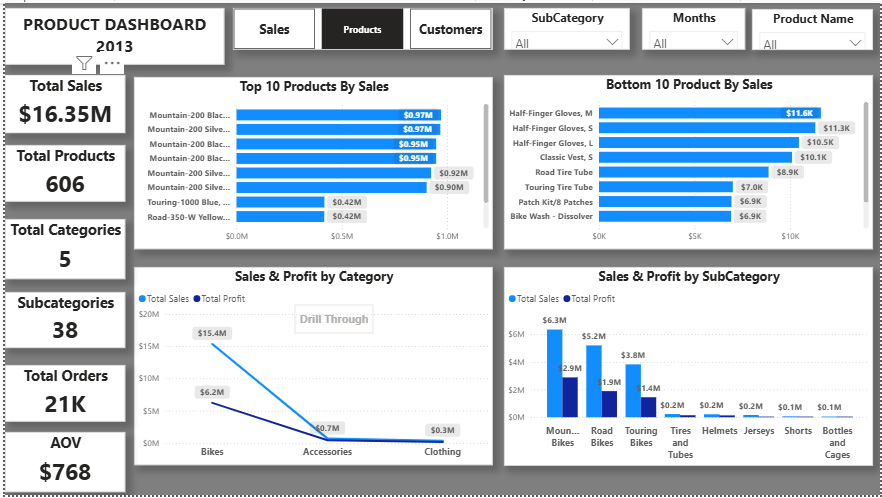 PRODUCT DASHBOARD
2013
Sales
Products
Customers
SubCategory
All
Months
All
Product Name
All
Total Sales
$16.35M
Total Products
606
Total Categories
5
Subcategories
38
Total Orders
21K
AOV
$768
Top 10 Products By Sales
Mountain-200 Blac... $0.97M
Mountain-200 Silve... $0.97M
Mountain-200 Blac... $0.95M
Mountain-200 Blac... $0.95M
Mountain-200 Silve... $0.92M
Mountain-200 Silve... $0.90M
Touring-1000 Blue, ... $0.42M
Road-350-W Yellow... $0.42M
$0.0M $0.5M $1.0M
Bottom 10 Product By Sales
Half-Finger Gloves, M $11.6K
Half-Finger Gloves, S $11.3K
Half-Finger Gloves, L $10.5K
Classic Vest, S $10.1K
Road Tire Tube $8.9K
Touring Tire Tube $7.0K
Patch Kit/8 Patches $6.9K
Bike Wash - Dissolver $6.9K
$0K $5K $10K
Sales & Profit by Category
Total Sales Total Profit
Drill Through
$20M
$15M
$10M
$5M
$0M
$15.4M
$6.2M
$0.7M
$0.3M
Bikes Accessories Clothing
Sales & Profit by SubCategory
Total Sales Total Profit
$6M
$4M
$2M
$0M
$6.3M
$2.9M
$5.2M
$1.9M
$3.8M
$1.4M
$0.2M
$0.2M
$0.2M
$0.1M
$0.1M
Moun...
Bikes
Road
Bikes
Touring
Bikes
Tires
and
Tubes
Helmets
Jerseys
Shorts
Bottles
and
Cages